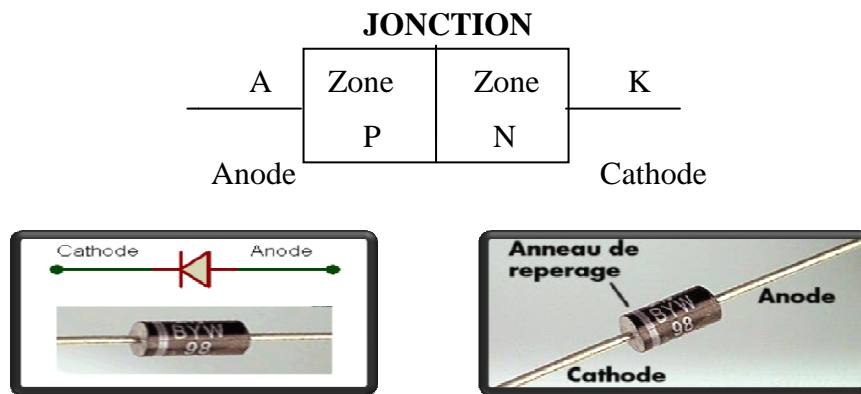 JONCTION
A Zone Zone K
P N
Anode Cathode
Cathode Anode
BYW
98
Anneau de
reperage
Anode
BYW
98
Cathode